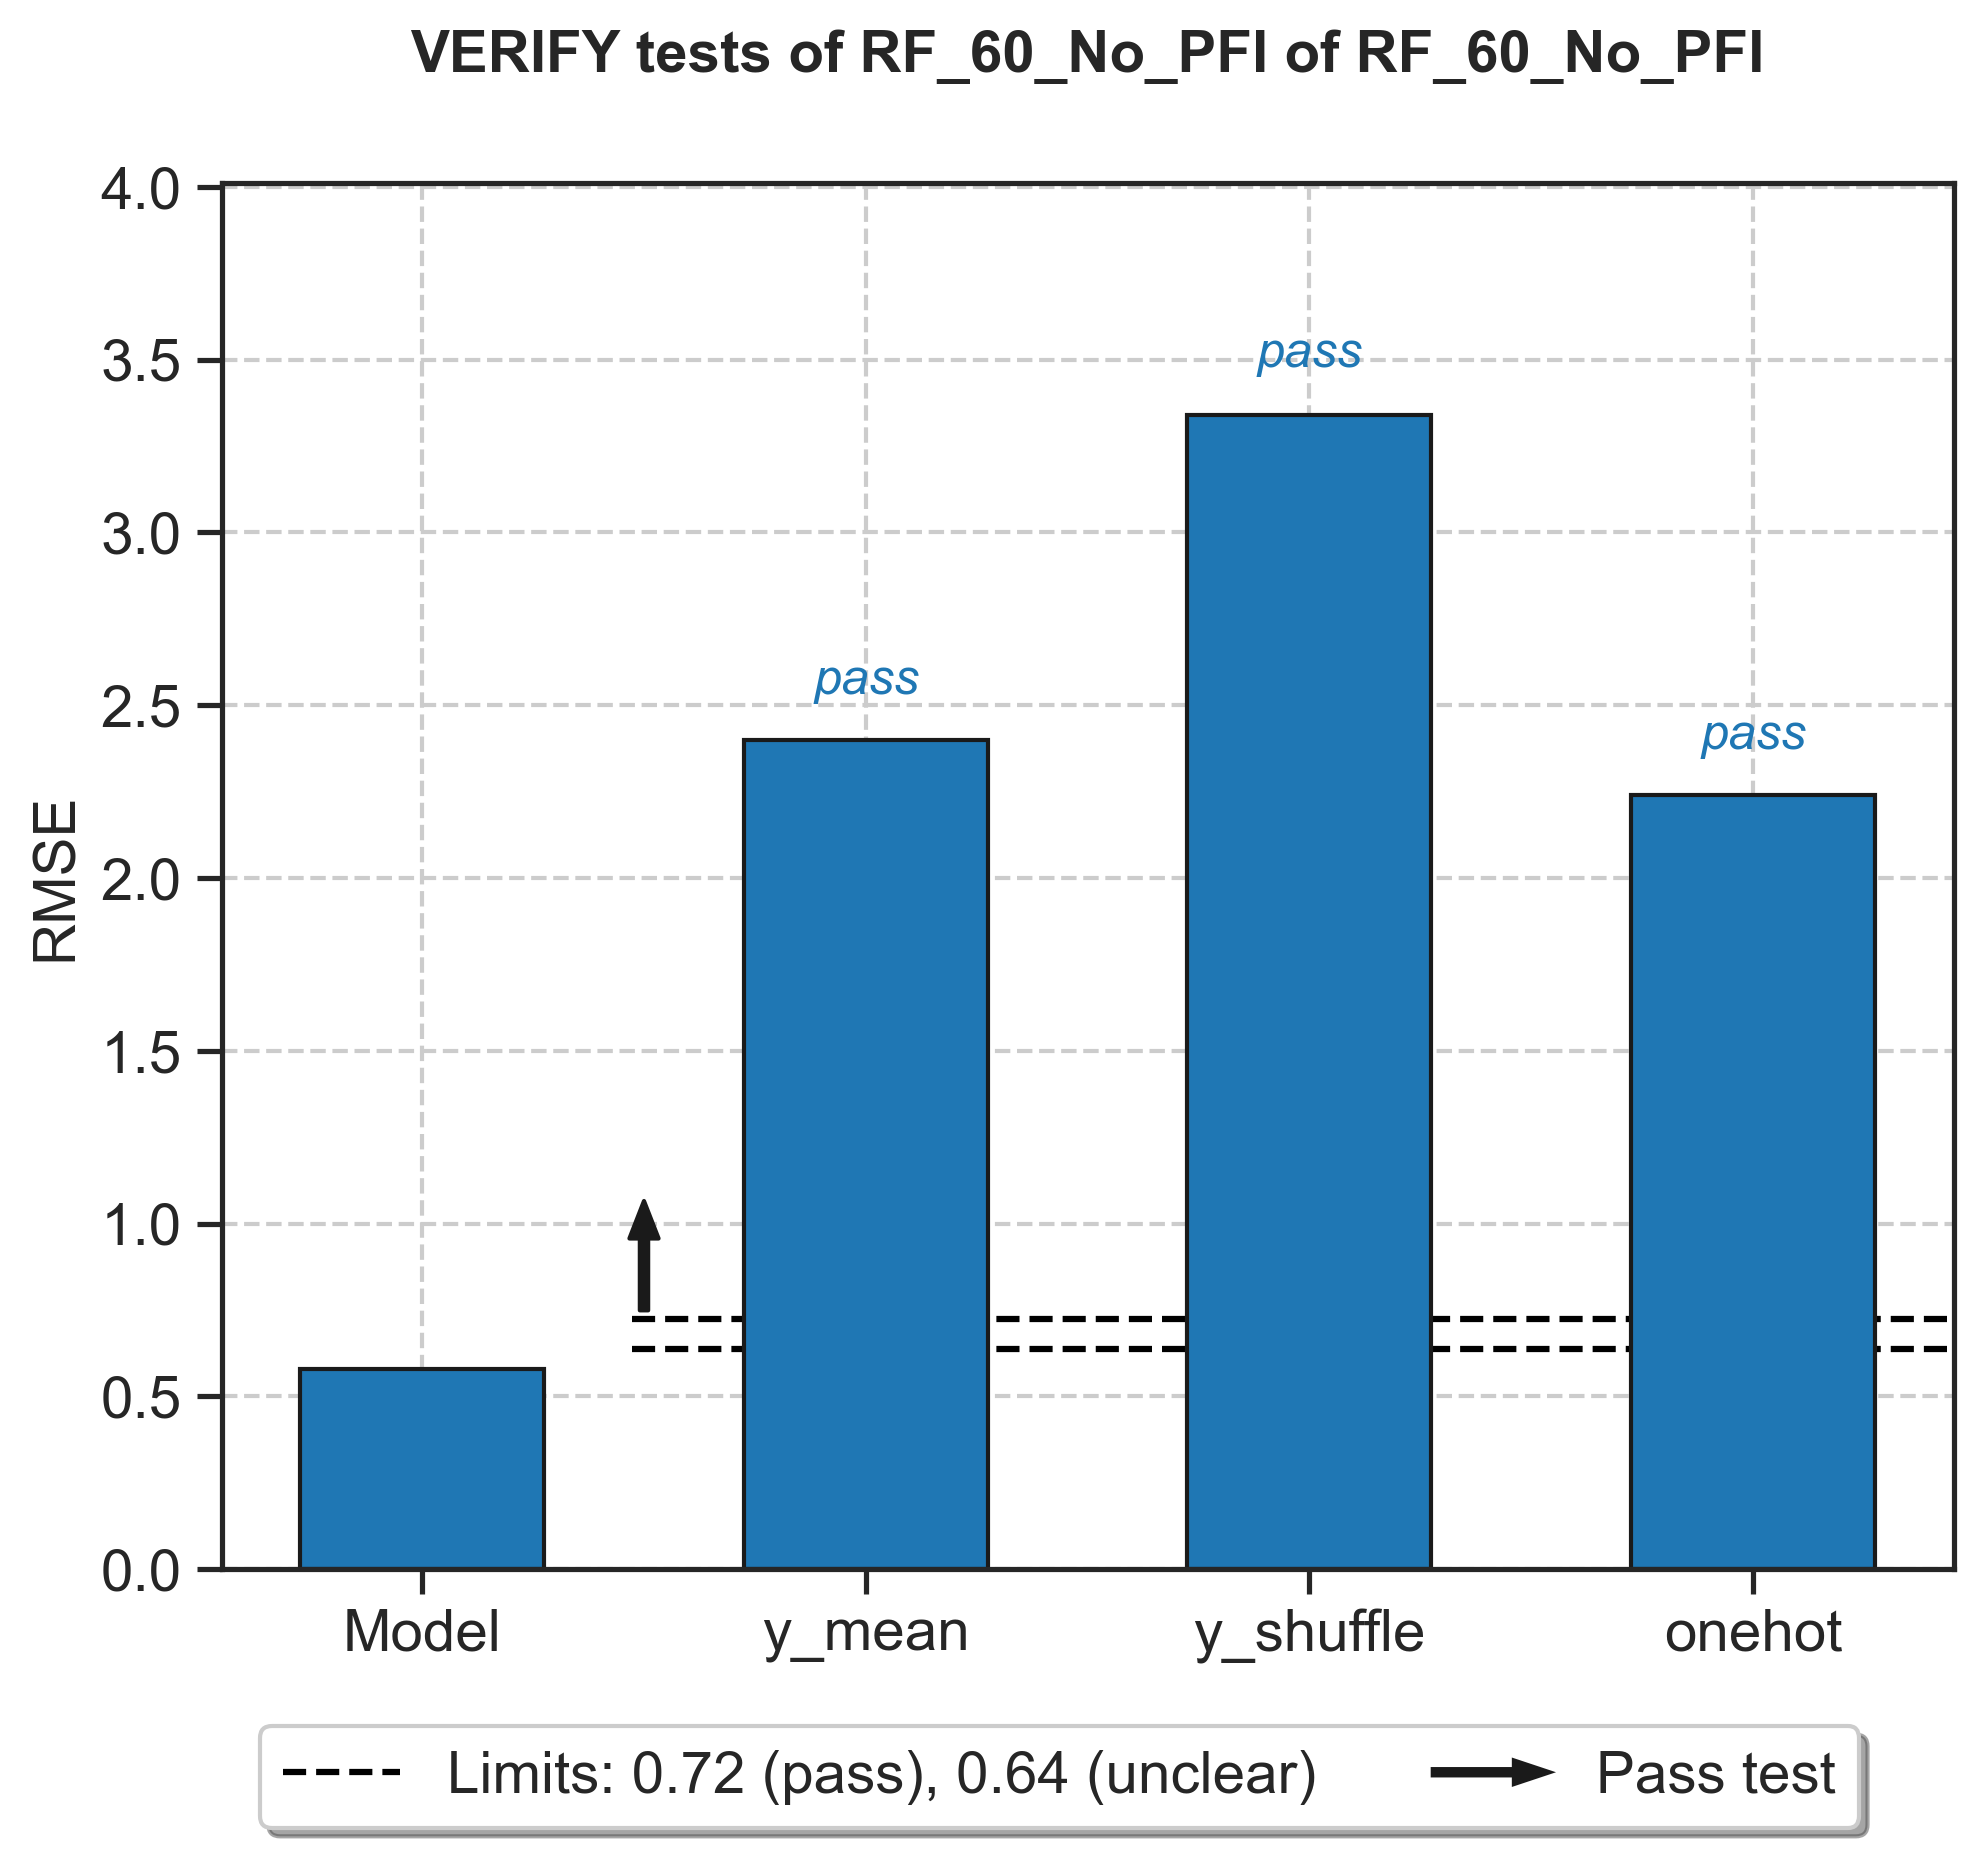 VERIFY tests of RF_60_No_PFI of RF_60_No_PFI
4.0
3.5
3.0
2.5
2.0
1.5
1.0
0.5
0.0
RMSE
pass
pass
pass
Model
y_mean
y_shuffle
onehot
Limits: 0.72 (pass), 0.64 (unclear)
Pass test